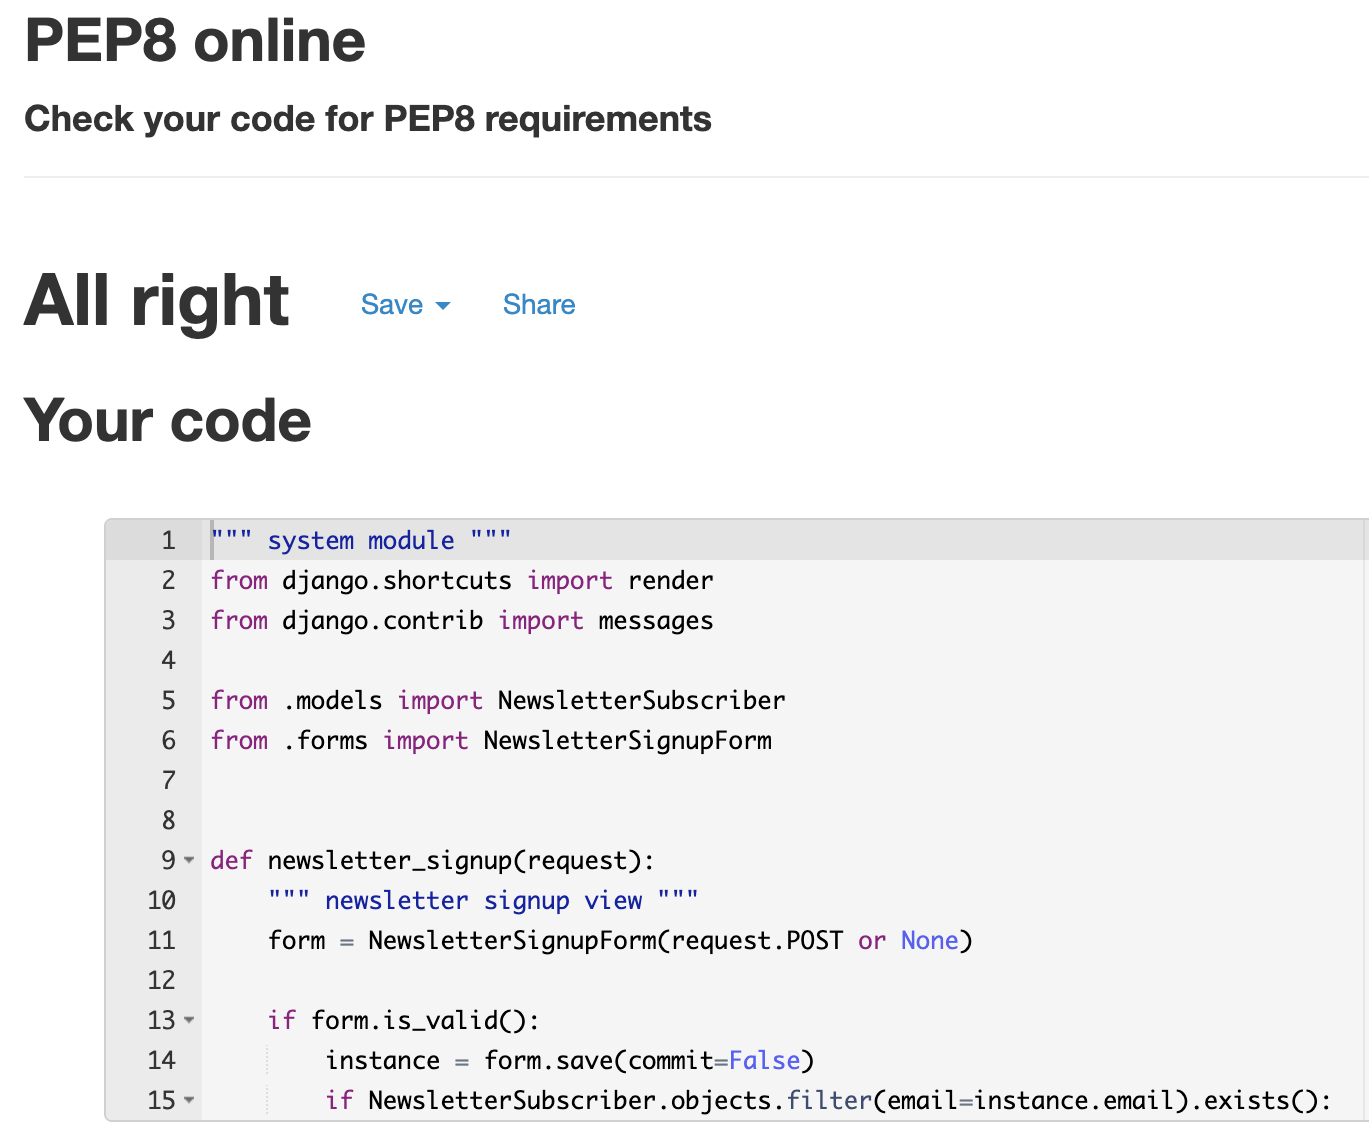 PEP8 online
Check your code for PEP8 requirements
All right Save Share
Your code
1 """ system module """
2 from django.shortcuts import render
3 from django.contrib import messages
4
5 from .models import NewsletterSubscriber
6 from .forms import NewsletterSignupForm
7
8
9 def newsletter_signup(request):
10     """ newsletter signup view """
11     form = NewsletterSignupForm(request.POST or None)
12
13     if form.is_valid():
14         instance = form.save(commit=False)
15         if NewsletterSubscriber.objects.filter(email=instance.email).exists():